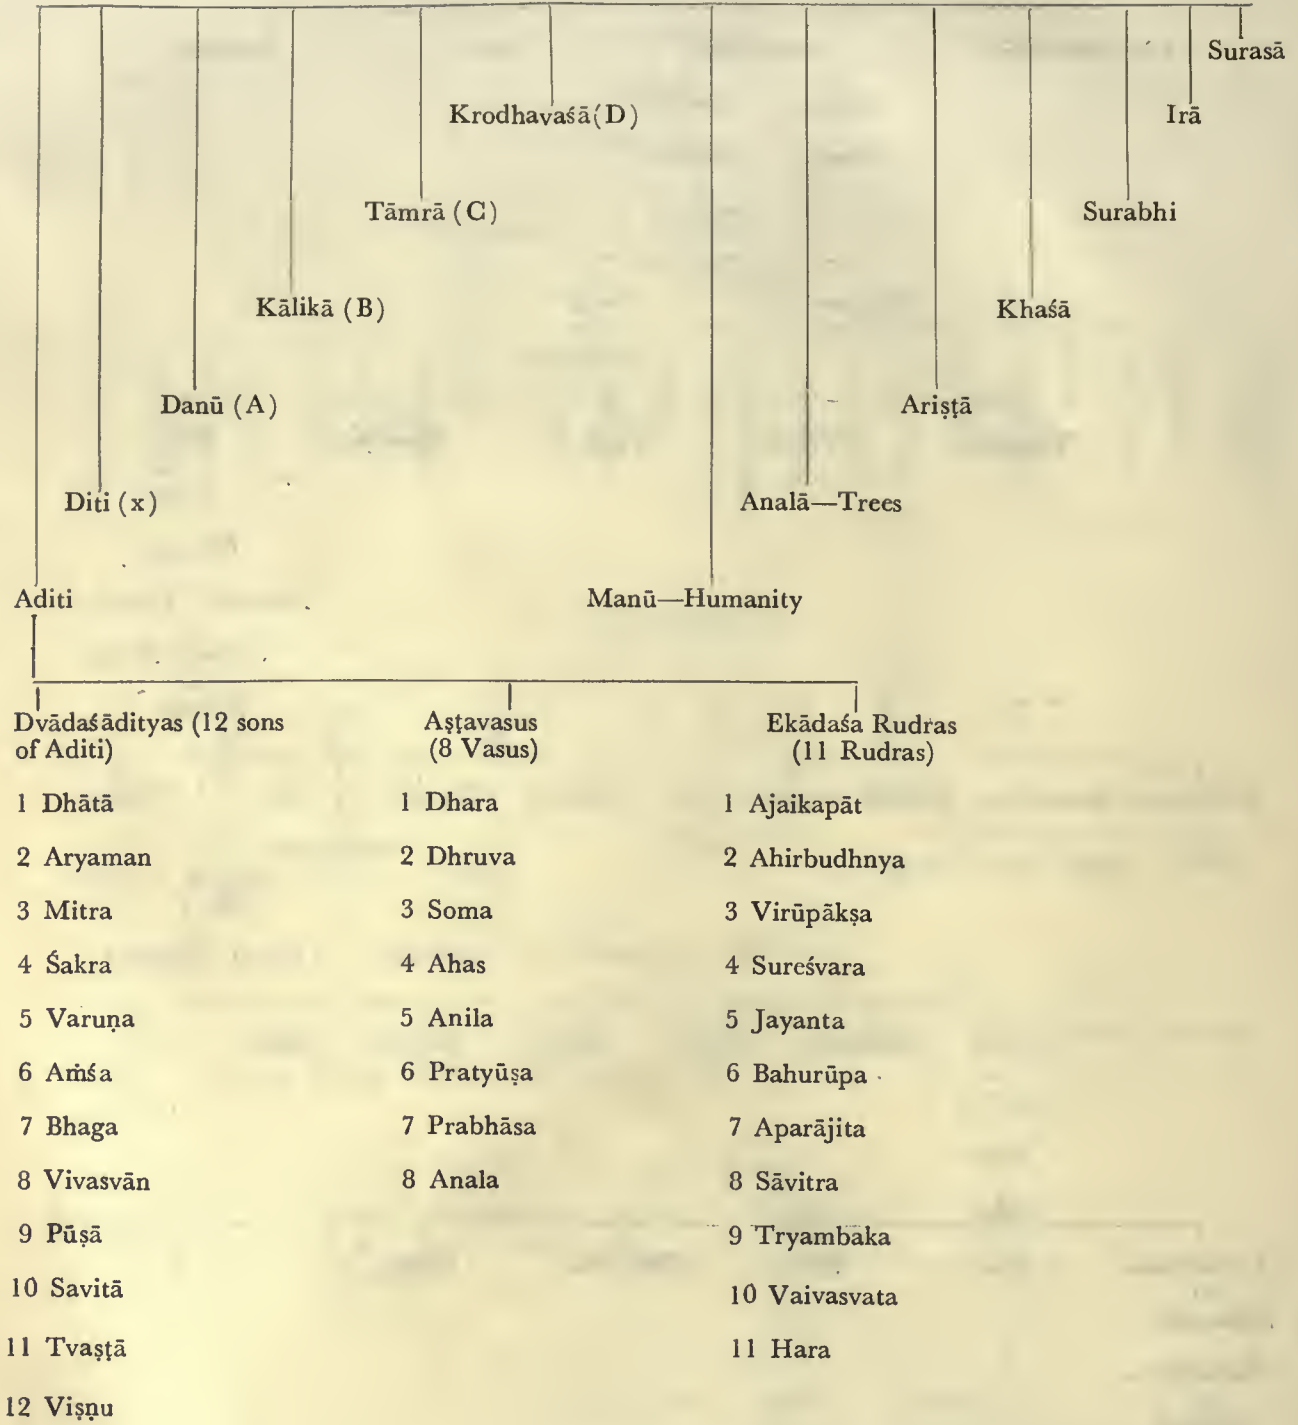 Surasā
Krodhavaśā(D)
Irā
Tāmrā (C)
Surabhi
Kālikā (B)
Khaśā
Danū (A)
Ariṣṭā
Diti (x)
Analā—Trees
Aditi
Manū—Humanity
Dvādaśādityas (12 sons
of Aditi)
1 Dhātā
2 Aryaman
3 Mitra
4 Śakra
5 Varuṇa
6 Aṁśa
7 Bhaga
8 Vivasvān
9 Pūṣā
10 Savitā
11 Tvaṣṭā
12 Viṣṇu
Aṣṭavasus
(8 Vasus)
1 Dhara
2 Dhruva
3 Soma
4 Ahas
5 Anila
6 Pratyūṣa
7 Prabhāsa
8 Anala
Ekādaśa Rudras
(11 Rudras)
1 Ajaikapāt
2 Ahirbudhnya
3 Virūpākṣa
4 Sureśvara
5 Jayanta
6 Bahurūpa
7 Aparājita
8 Sāvitra
9 Tryambaka
10 Vaivasvata
11 Hara